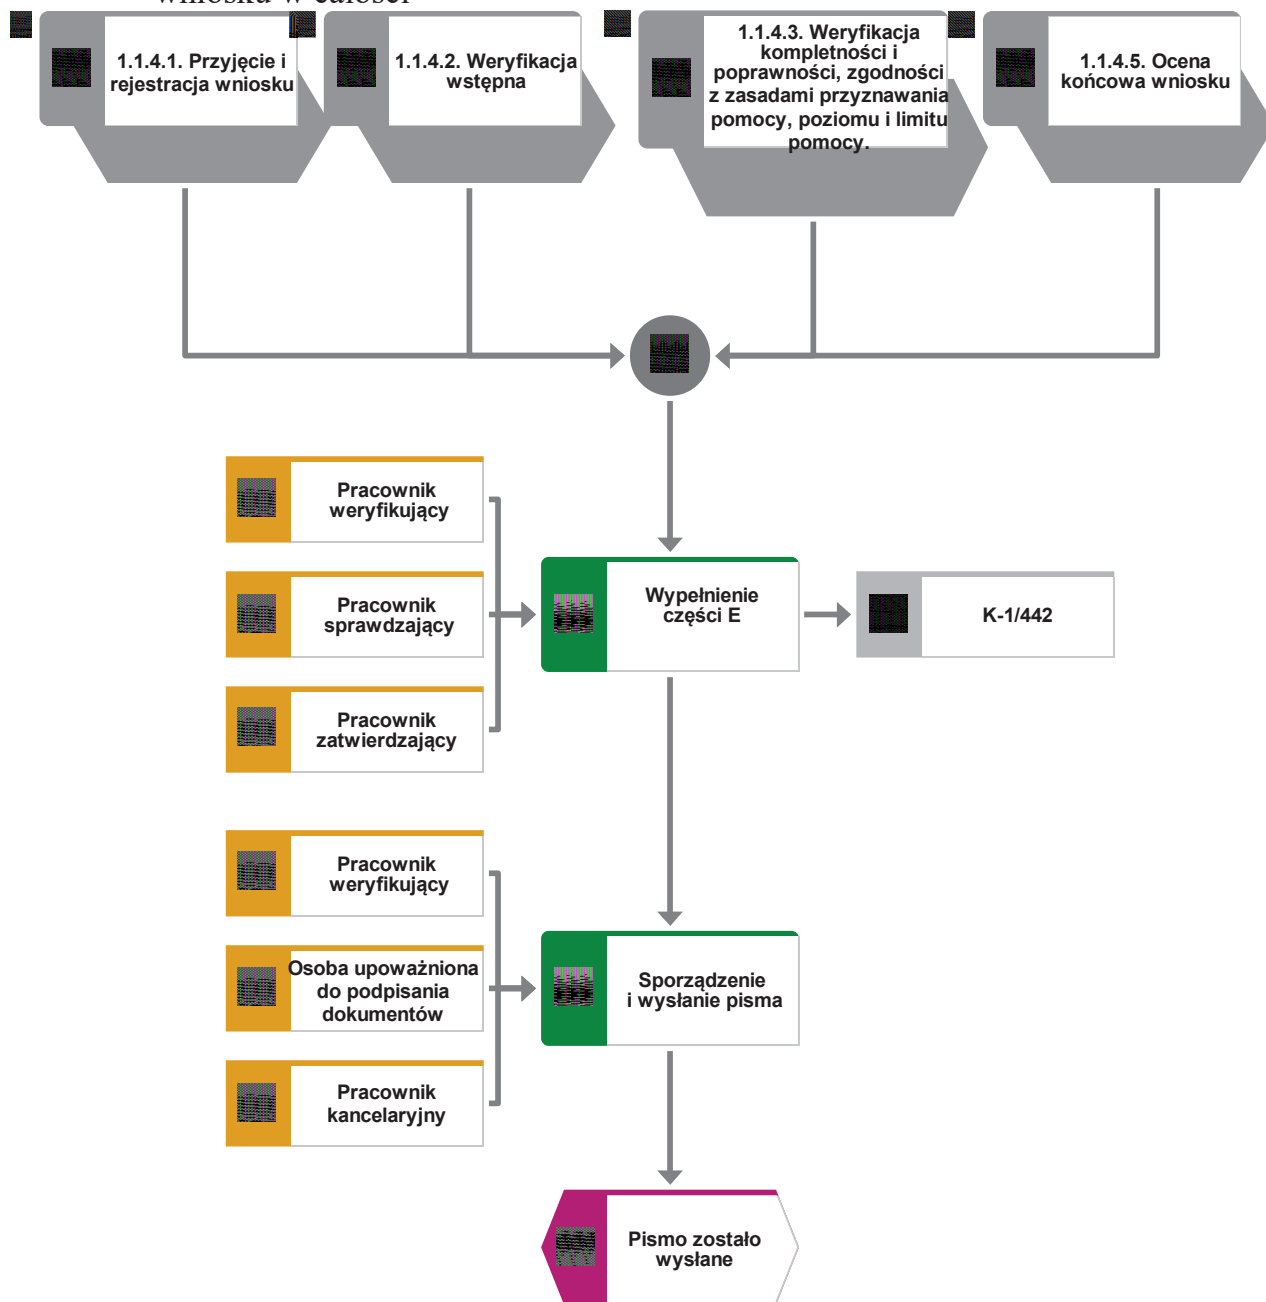 wniosku w całości
1.1.4.1. Przyjęcie i
rejestracja wniosku
1.1.4.2. Weryfikacja
wstępna
1.1.4.3. Weryfikacja
kompletności i
poprawności, zgodności
z zasadami przyznawania
pomocy, poziomu i limitu
pomocy.
1.1.4.5. Ocena
końcowa wniosku
Pracownik
weryfikujący
Pracownik
sprawdzający
Pracownik
zatwierdzający
Wypełnienie
części E
K-1/442
Pracownik
weryfikujący
Osoba upoważniona
do podpisania
dokumentów
Pracownik
kancelaryjny
Sporządzenie
i wysłanie pisma
Pismo zostało
wysłane